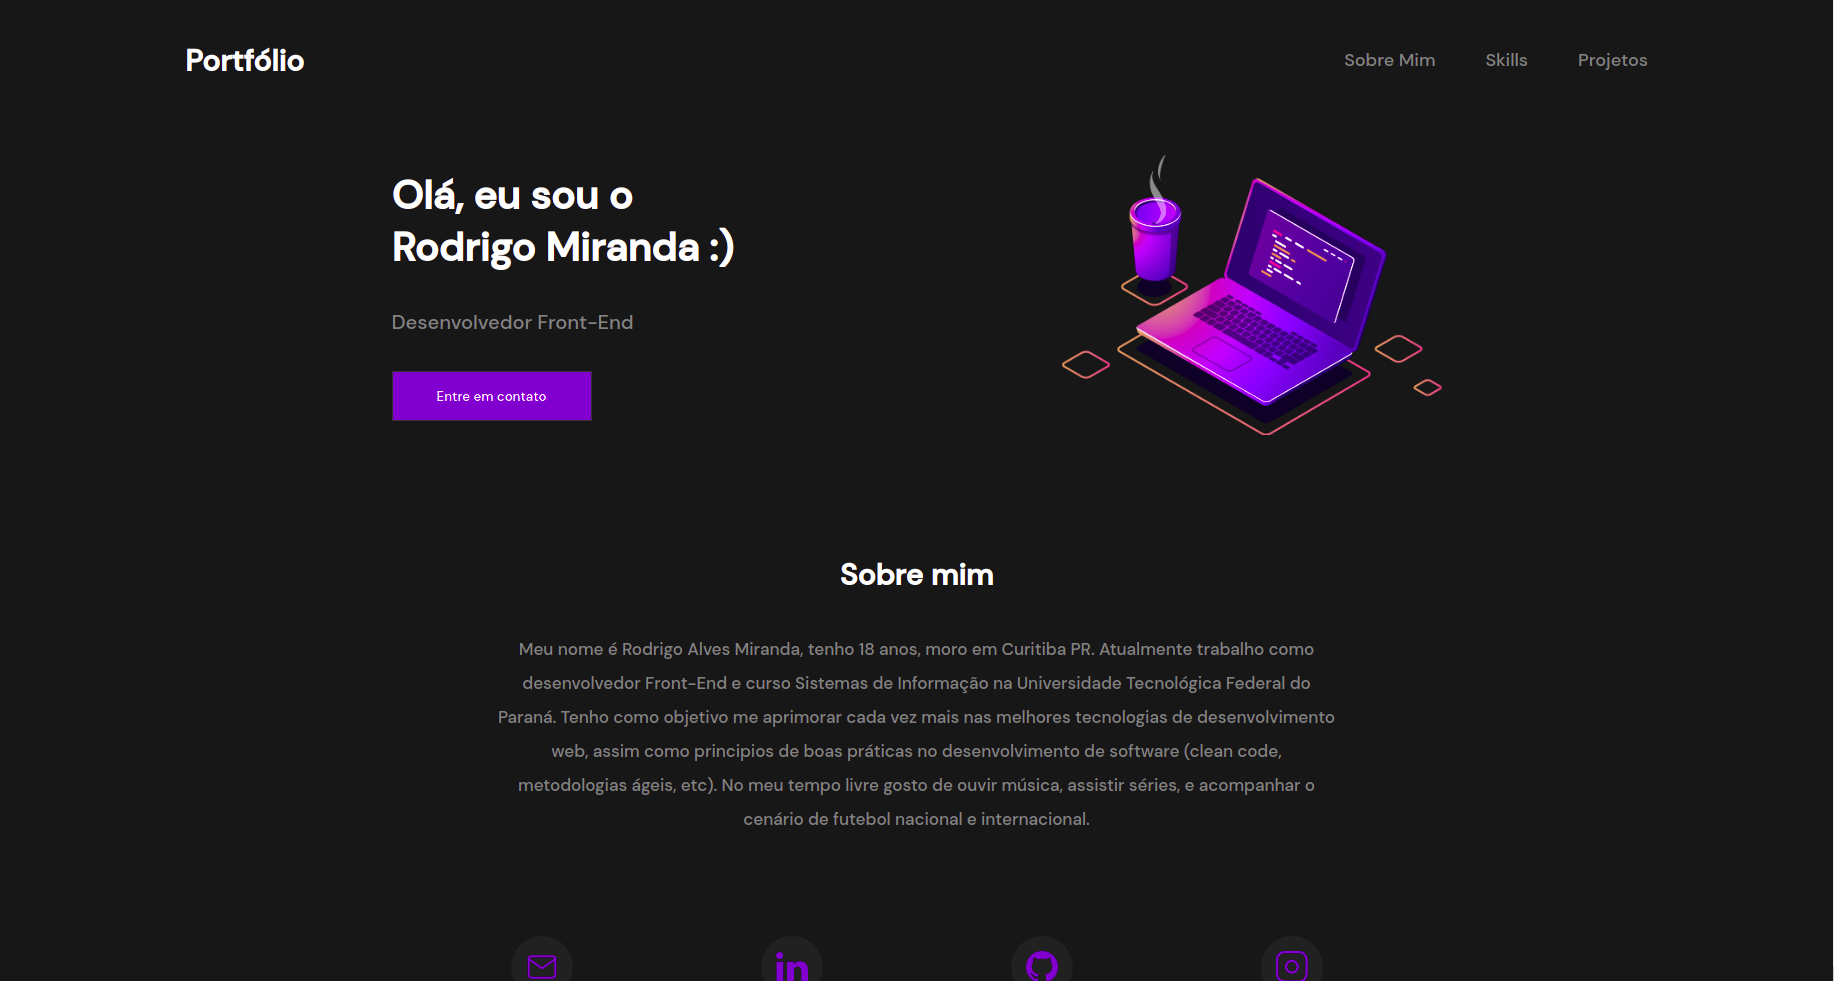 Portfólio
Sobre Mim
Skills
Projetos
Olá, eu sou o
Rodrigo Miranda :)
Desenvolvedor Front-End
Entre em contato
Sobre mim
Meu nome é Rodrigo Alves Miranda, tenho 18 anos, moro em Curitiba PR. Atualmente trabalho como
desenvolvedor Front-End e curso Sistemas de Informação na Universidade Tecnológica Federal do
Paraná. Tenho como objetivo me aprimorar cada vez mais nas melhores tecnologias de desenvolvimento
web, assim como principios de boas práticas no desenvolvimento de software (clean code,
metodologias ágeis, etc). No meu tempo livre gosto de ouvir música, assistir séries, e acompanhar o
cenário de futebol nacional e internacional.
in